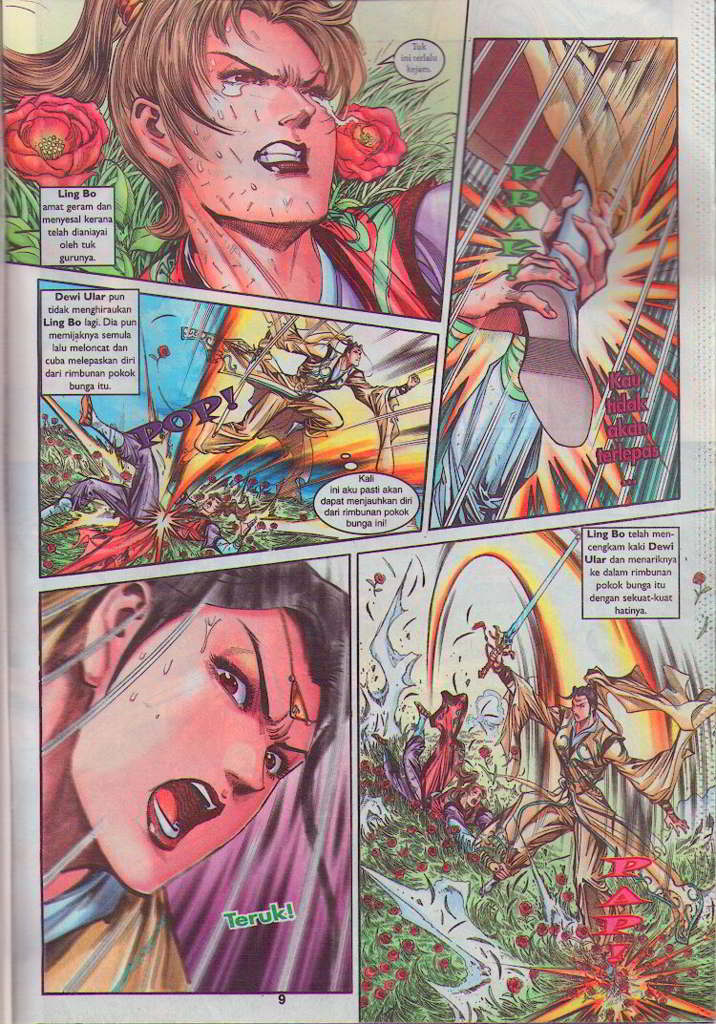 Tuk
ini terlalu
kejam.
Ling Bo
amat geram dan
menyesal kerana
telah dianiayai
oleh tuk
gurunya.
KRAK!
Kau
tidak
akan
terlepas
...
Dewi Ular pun
tidak menghiraukan
Ling Bo lagi. Dia pun
memijaknya semula
lalu meloncat dan
cuba melepaskan diri
dari rimbunan pokok
bunga itu.
POP!
Kali
ini aku pasti akan
dapat menjauhkan diri
dari rimbunan pokok
bunga ini!
Teruk!
Ling Bo telah men-
cengkam kaki Dewi
Ular dan menariknya
ke dalam rimbunan
pokok bunga itu
dengan sekuat-kuat
hatinya.
PAP!
9